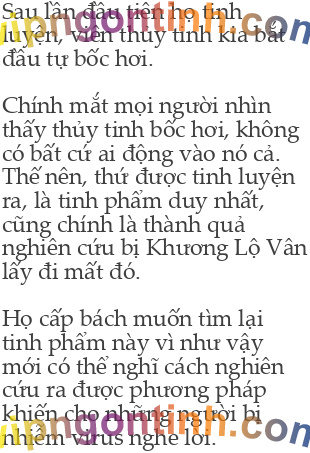 Sau lần đầu tiên họ tinh
luyện, viên thủy tinh kia bắt
đầu tự bốc hơi.
Chính mắt mọi người nhìn
thấy thủy tinh bốc hơi, không
có bất cứ ai động vào nó cả.
Thế nên, thứ được tinh luyện
ra, là tinh phẩm duy nhất,
cũng chính là thành quả
nghiên cứu bị Khương Lộ Vân
lấy đi mất đó.
Họ cấp bách muốn tìm lại
tinh phẩm này vì như vậy
mới có thể nghĩ cách nghiên
cứu ra được phương pháp
khiến cho những người bị
nhiễm virus nghe lời.
vipngontinh.com
vipngontinh.com